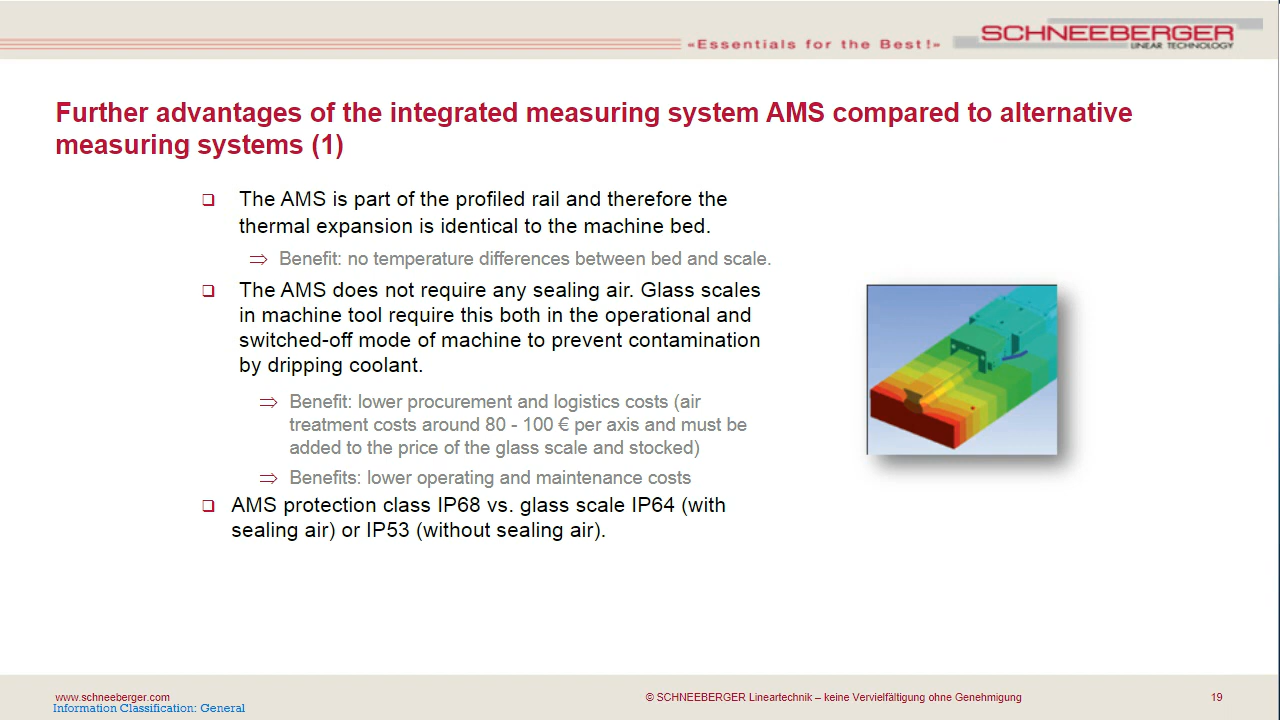 «Essentials for the Best!»
SCHNEEBERGER
LINEAR TECHNOLOGY
Further advantages of the integrated measuring system AMS compared to alternative
measuring systems (1)
❑ The AMS is part of the profiled rail and therefore the
thermal expansion is identical to the machine bed.
⇒ Benefit: no temperature differences between bed and scale.
❑ The AMS does not require any sealing air. Glass scales
in machine tool require this both in the operational and
switched-off mode of machine to prevent contamination
by dripping coolant.
⇒ Benefit: lower procurement and logistics costs (air
treatment costs around 80 - 100 € per axis and must be
added to the price of the glass scale and stocked)
⇒ Benefits: lower operating and maintenance costs
❑ AMS protection class IP68 vs. glass scale IP64 (with
sealing air) or IP53 (without sealing air).
www.schneeberger.com
© SCHNEEBERGER Lineartechnik – keine Vervielfältigung ohne Genehmigung
19
Information Classification: General